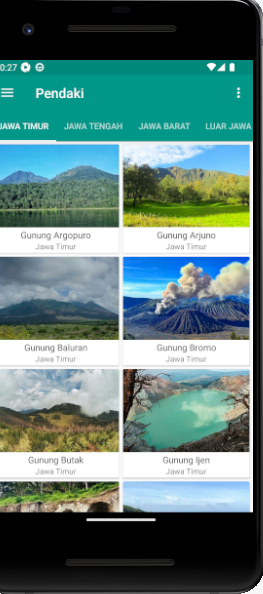 0:27
Pendaki
JAWA TIMUR JAWA TENGAH JAWA BARAT LUAR JAWA
Gunung Argopuro
Jawa Timur
Gunung Arjuno
Jawa Timur
Gunung Baluran
Jawa Timur
Gunung Bromo
Jawa Timur
Gunung Butak
Jawa Timur
Gunung Ijen
Jawa Timur